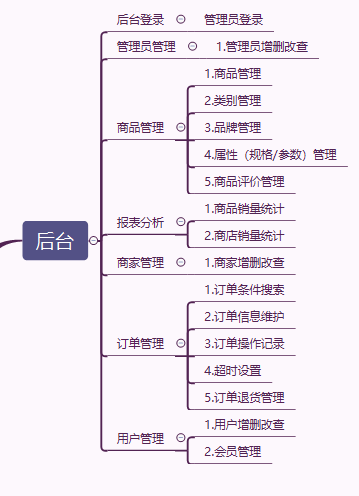 后台
后台登录
管理员登录
管理员管理
1.管理员增删改查
商品管理
1.商品管理
2.类别管理
3.品牌管理
4.属性（规格/参数）管理
5.商品评价管理
报表分析
1.商品销量统计
2.商店销量统计
商家管理
1.商家增删改查
订单管理
1.订单条件搜索
2.订单信息维护
3.订单操作记录
4.超时设置
5.订单退货管理
用户管理
1.用户增删改查
2.会员管理